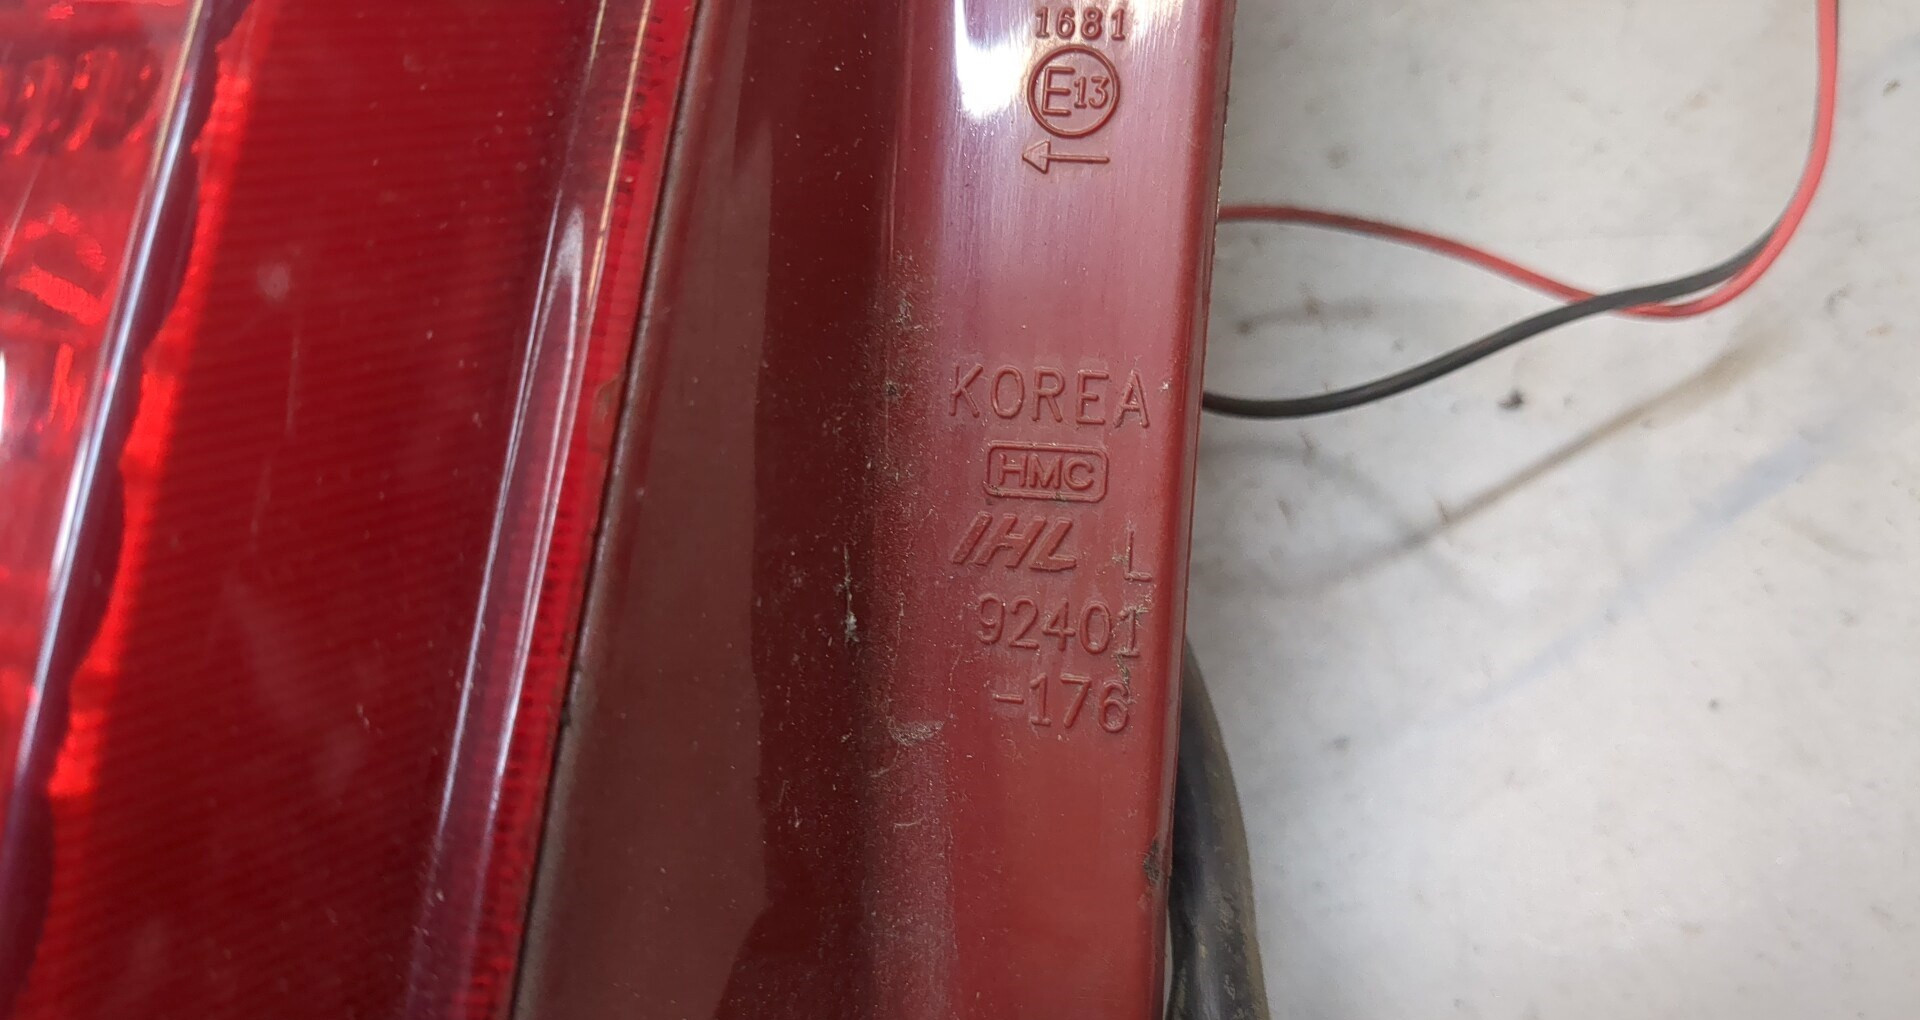 1681
E13
KOREA
HMC
IHL L
92401
-176